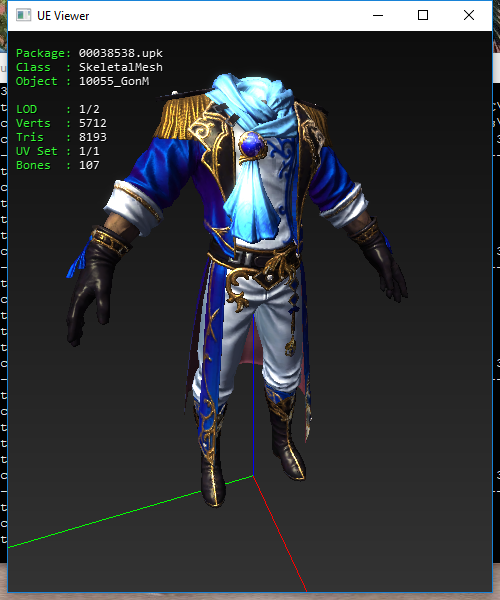 UE Viewer
Package: 00038538.upk
Class : SkeletalMesh
Object : 10055_GonM
LOD : 1/2
Verts : 5712
Tris : 8193
UV Set : 1/1
Bones : 107